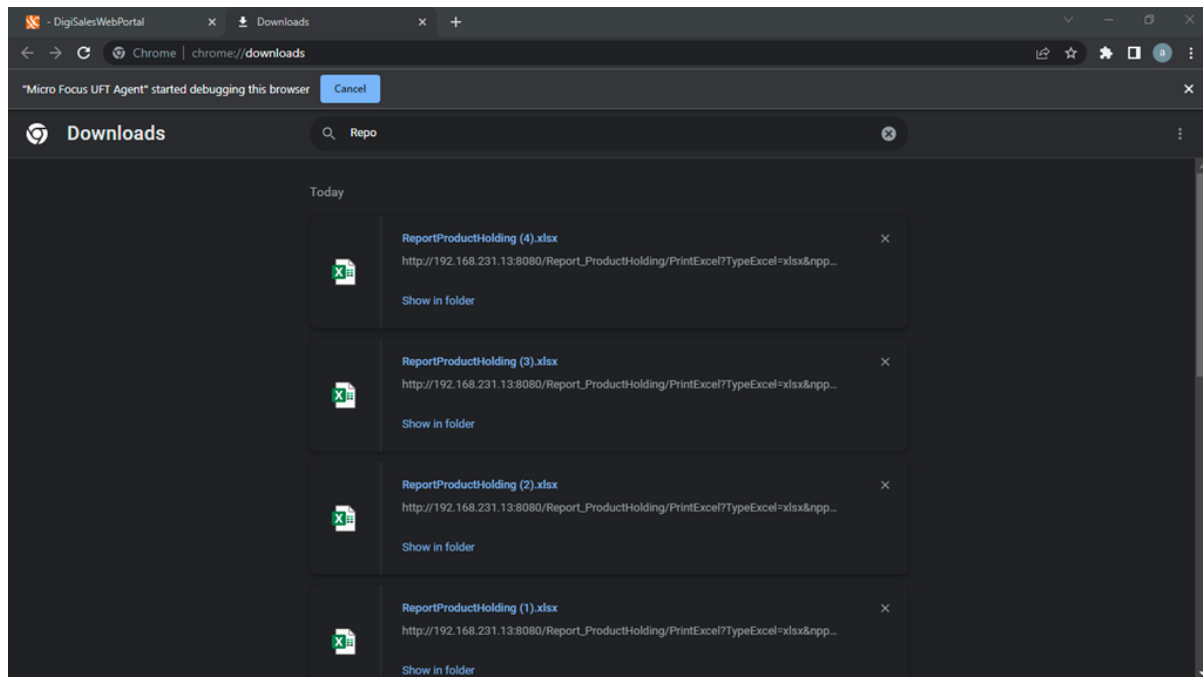 - DigiSalesWebPortal
Downloads
Chrome | chrome://downloads
a
"Micro Focus UFT Agent" started debugging this browser
Cancel
Downloads
Repo
Today
ReportProductHolding (4).xlsx
http://192.168.231.13:8080/Report_ProductHolding/PrintExcel?TypeExcel=xlsx&npp...
Show in folder
ReportProductHolding (3).xlsx
http://192.168.231.13:8080/Report_ProductHolding/PrintExcel?TypeExcel=xlsx&npp...
Show in folder
ReportProductHolding (2).xlsx
http://192.168.231.13:8080/Report_ProductHolding/PrintExcel?TypeExcel=xlsx&npp...
Show in folder
ReportProductHolding (1).xlsx
http://192.168.231.13:8080/Report_ProductHolding/PrintExcel?TypeExcel=xlsx&npp...
Show in folder